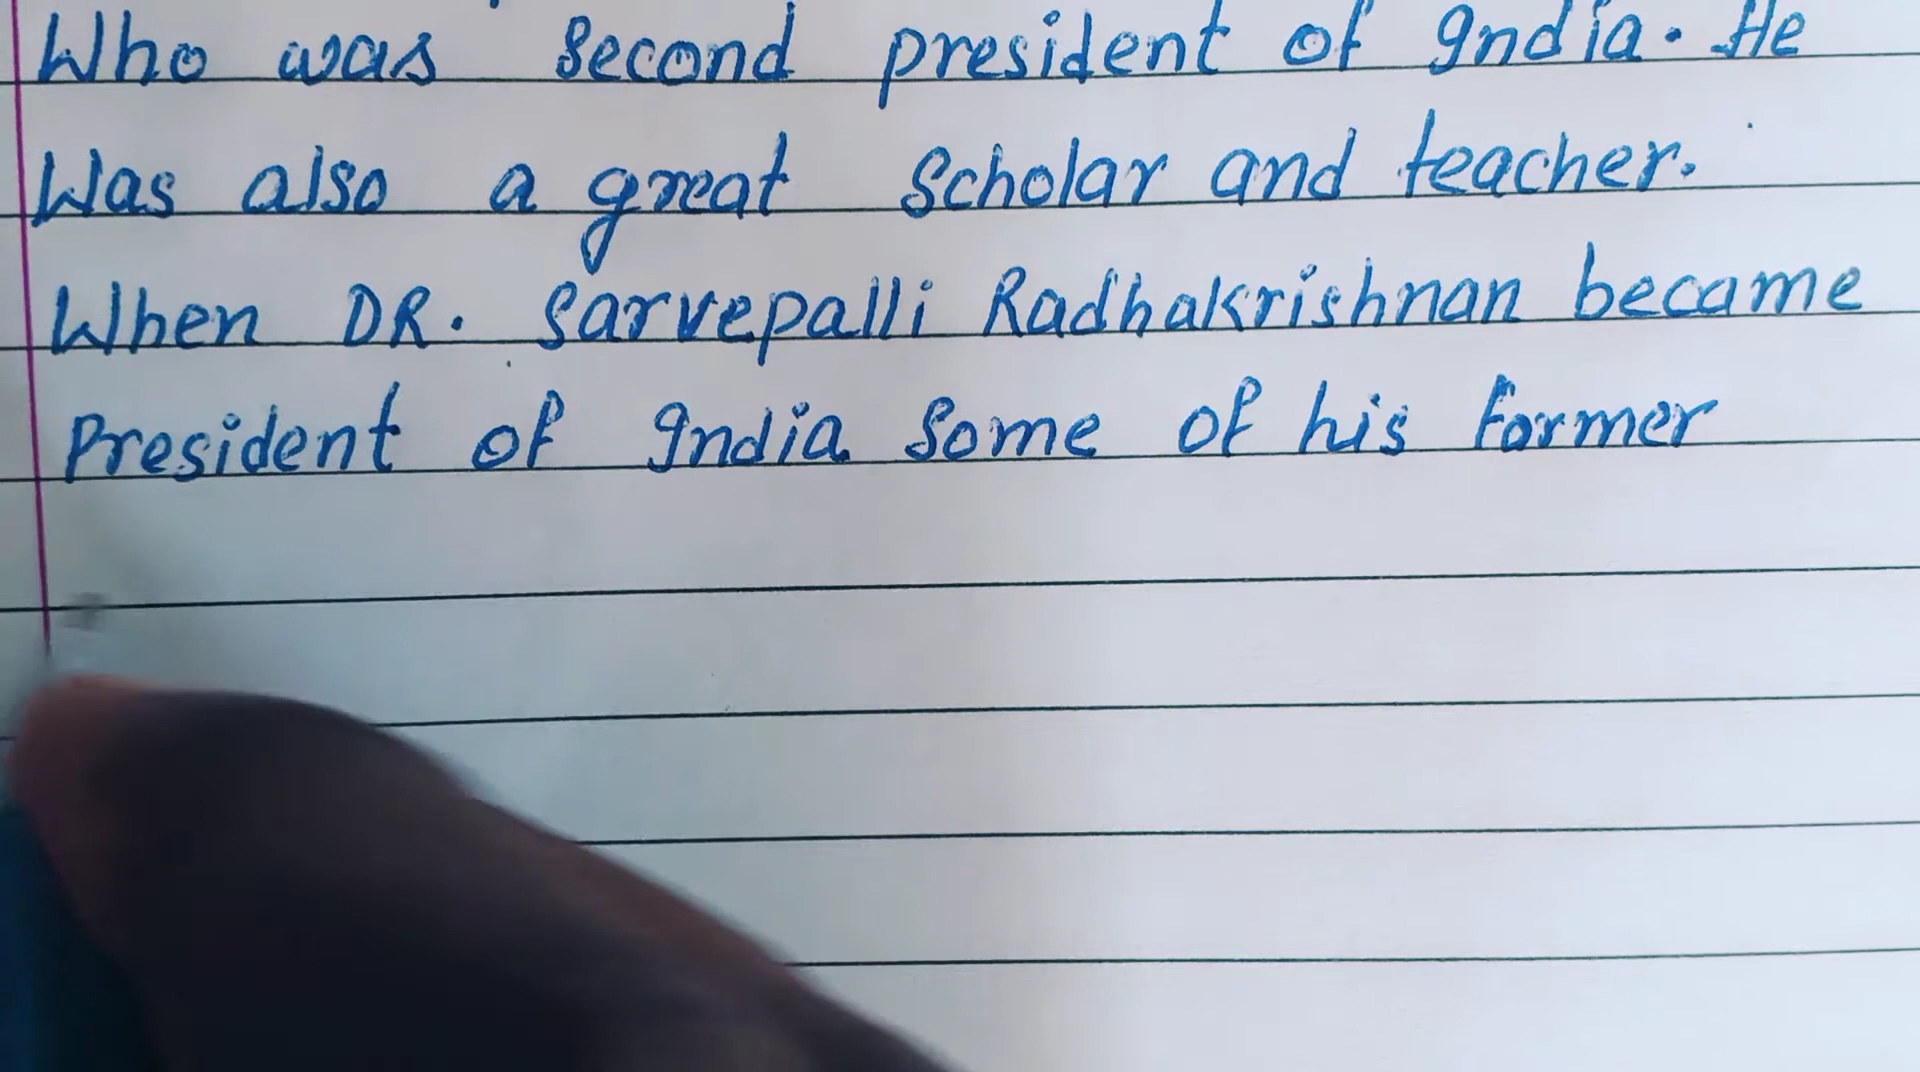 Who was second president of India. He
Was also a great Scholar and teacher.
When DR. Sarvepalli Radhakrishnan became
President of India Some of his former